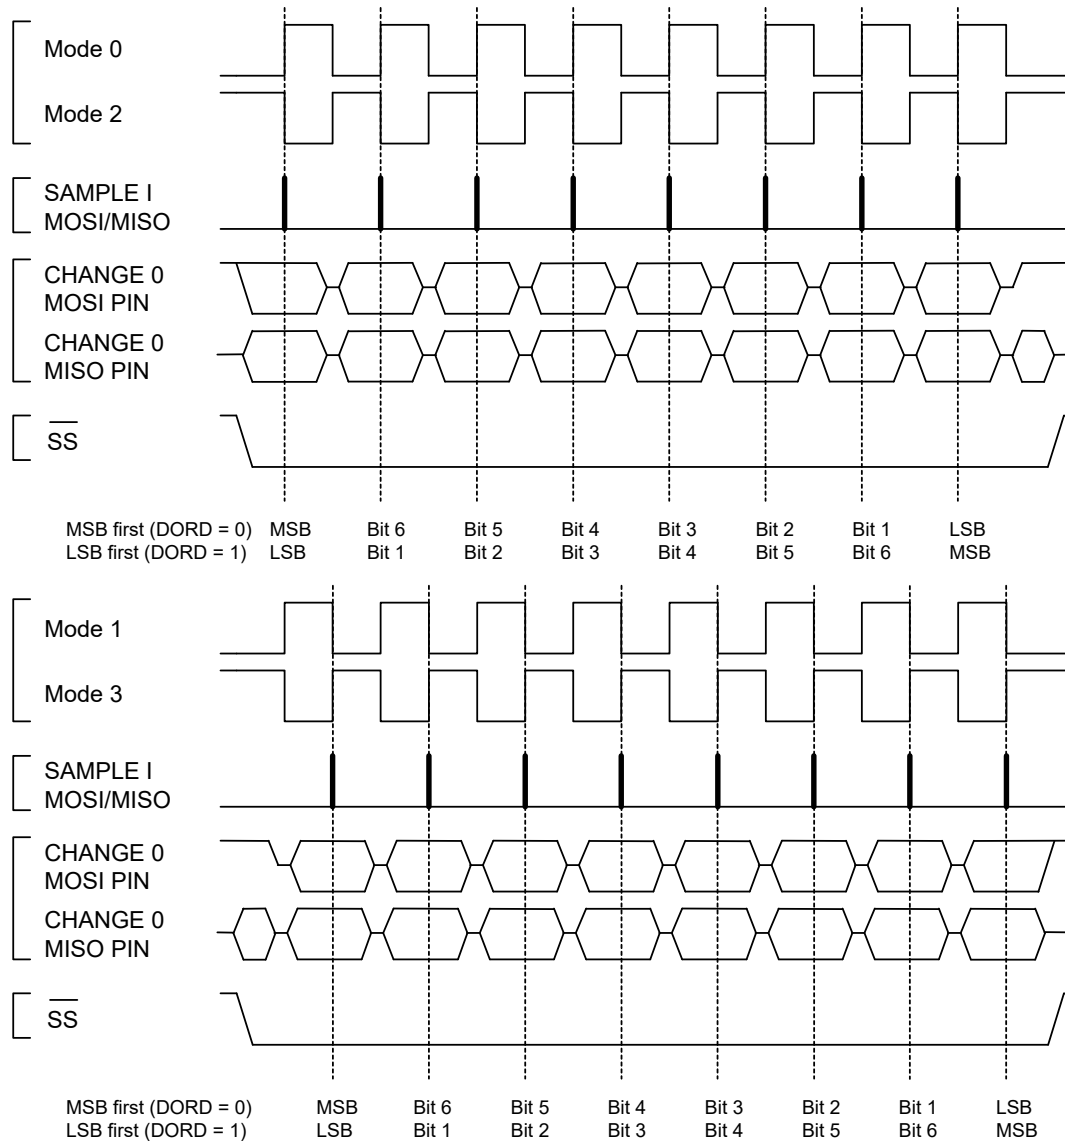 Mode 0
Mode 2
SAMPLE I
MOSI/MISO
CHANGE 0
MOSI PIN
CHANGE 0
MISO PIN
SS
MSB first (DORD = 0) MSB Bit 6 Bit 5 Bit 4 Bit 3 Bit 2 Bit 1 LSB
LSB first (DORD = 1) LSB Bit 1 Bit 2 Bit 3 Bit 4 Bit 5 Bit 6 MSB
Mode 1
Mode 3
SAMPLE I
MOSI/MISO
CHANGE 0
MOSI PIN
CHANGE 0
MISO PIN
SS
MSB first (DORD = 0) MSB Bit 6 Bit 5 Bit 4 Bit 3 Bit 2 Bit 1 LSB
LSB first (DORD = 1) LSB Bit 1 Bit 2 Bit 3 Bit 4 Bit 5 Bit 6 MSB